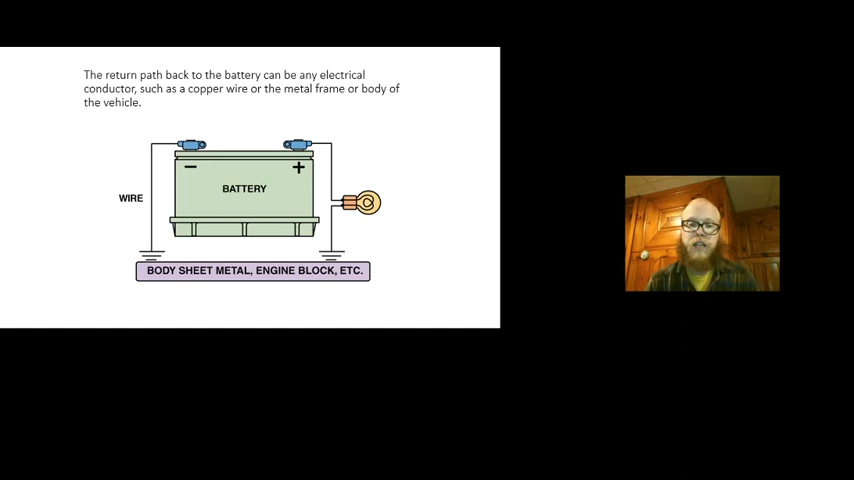 The return path back to the battery can be any electrical
conductor, such as a copper wire or the metal frame or body of
the vehicle.
BATTERY
WIRE
BODY SHEET METAL, ENGINE BLOCK, ETC.